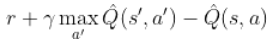 r + γ max_{a'} Q̂(s', a') − Q̂(s, a)